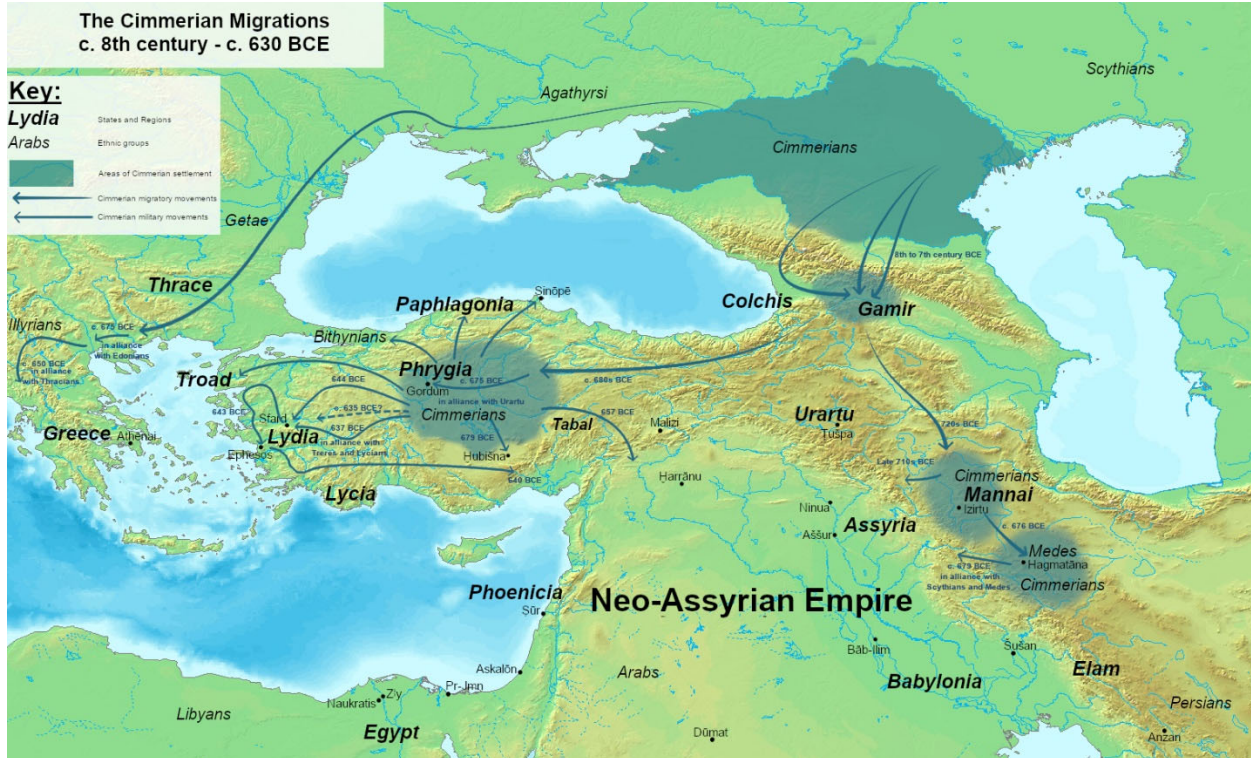 The Cimmerian Migrations
c. 8th century - c. 630 BCE
Key:
Lydia
States and Regions
Arabs
Ethnic groups
Areas of Cimmerian settlement
Cimmerian migratory movements
Cimmerian military movements
Scythians
Agathyrsi
Cimmerians
Getae
8th to 7th century BCE
Thrace
Sinōpē
Paphlagonia
Colchis
Gamir
Illyrians
c. 675 BCE
in alliance
with Edonians
Bithynians
c. 650 BCE
in alliance
with Thracians
Troad
644 BCE
Phrygia
Gordum
c. 675 BCE
in alliance with Urartu
c. 680s BCE
Cimmerians
643 BCE
Sfard
c. 635 BCE?
637 BCE
in alliance with
Treres and Lycians
Lydia
Greece
Athēnai
Ephesos
679 BCE
Ḫubišna
Tabal
657 BCE
Malizi
Urartu
Tušpa
720s BCE
Late 710s BCE
Lycia
640 BCE
Ḫarrānu
Cimmerians
Mannai
Izirtu
Ninua
Assyria
Aššur
c. 676 BCE
Medes
Hagmatāna
c. 675 BCE
in alliance with
Scythians and Medes
Cimmerians
Phoenicia
Ṣūr
Neo-Assyrian Empire
Bāb-ilim
Šušan
Askalōn
Arabs
Babylonia
Elam
Pr-Jmn
Naukratis
Libyans
Egypt
Dūmat
Persians
Anzan